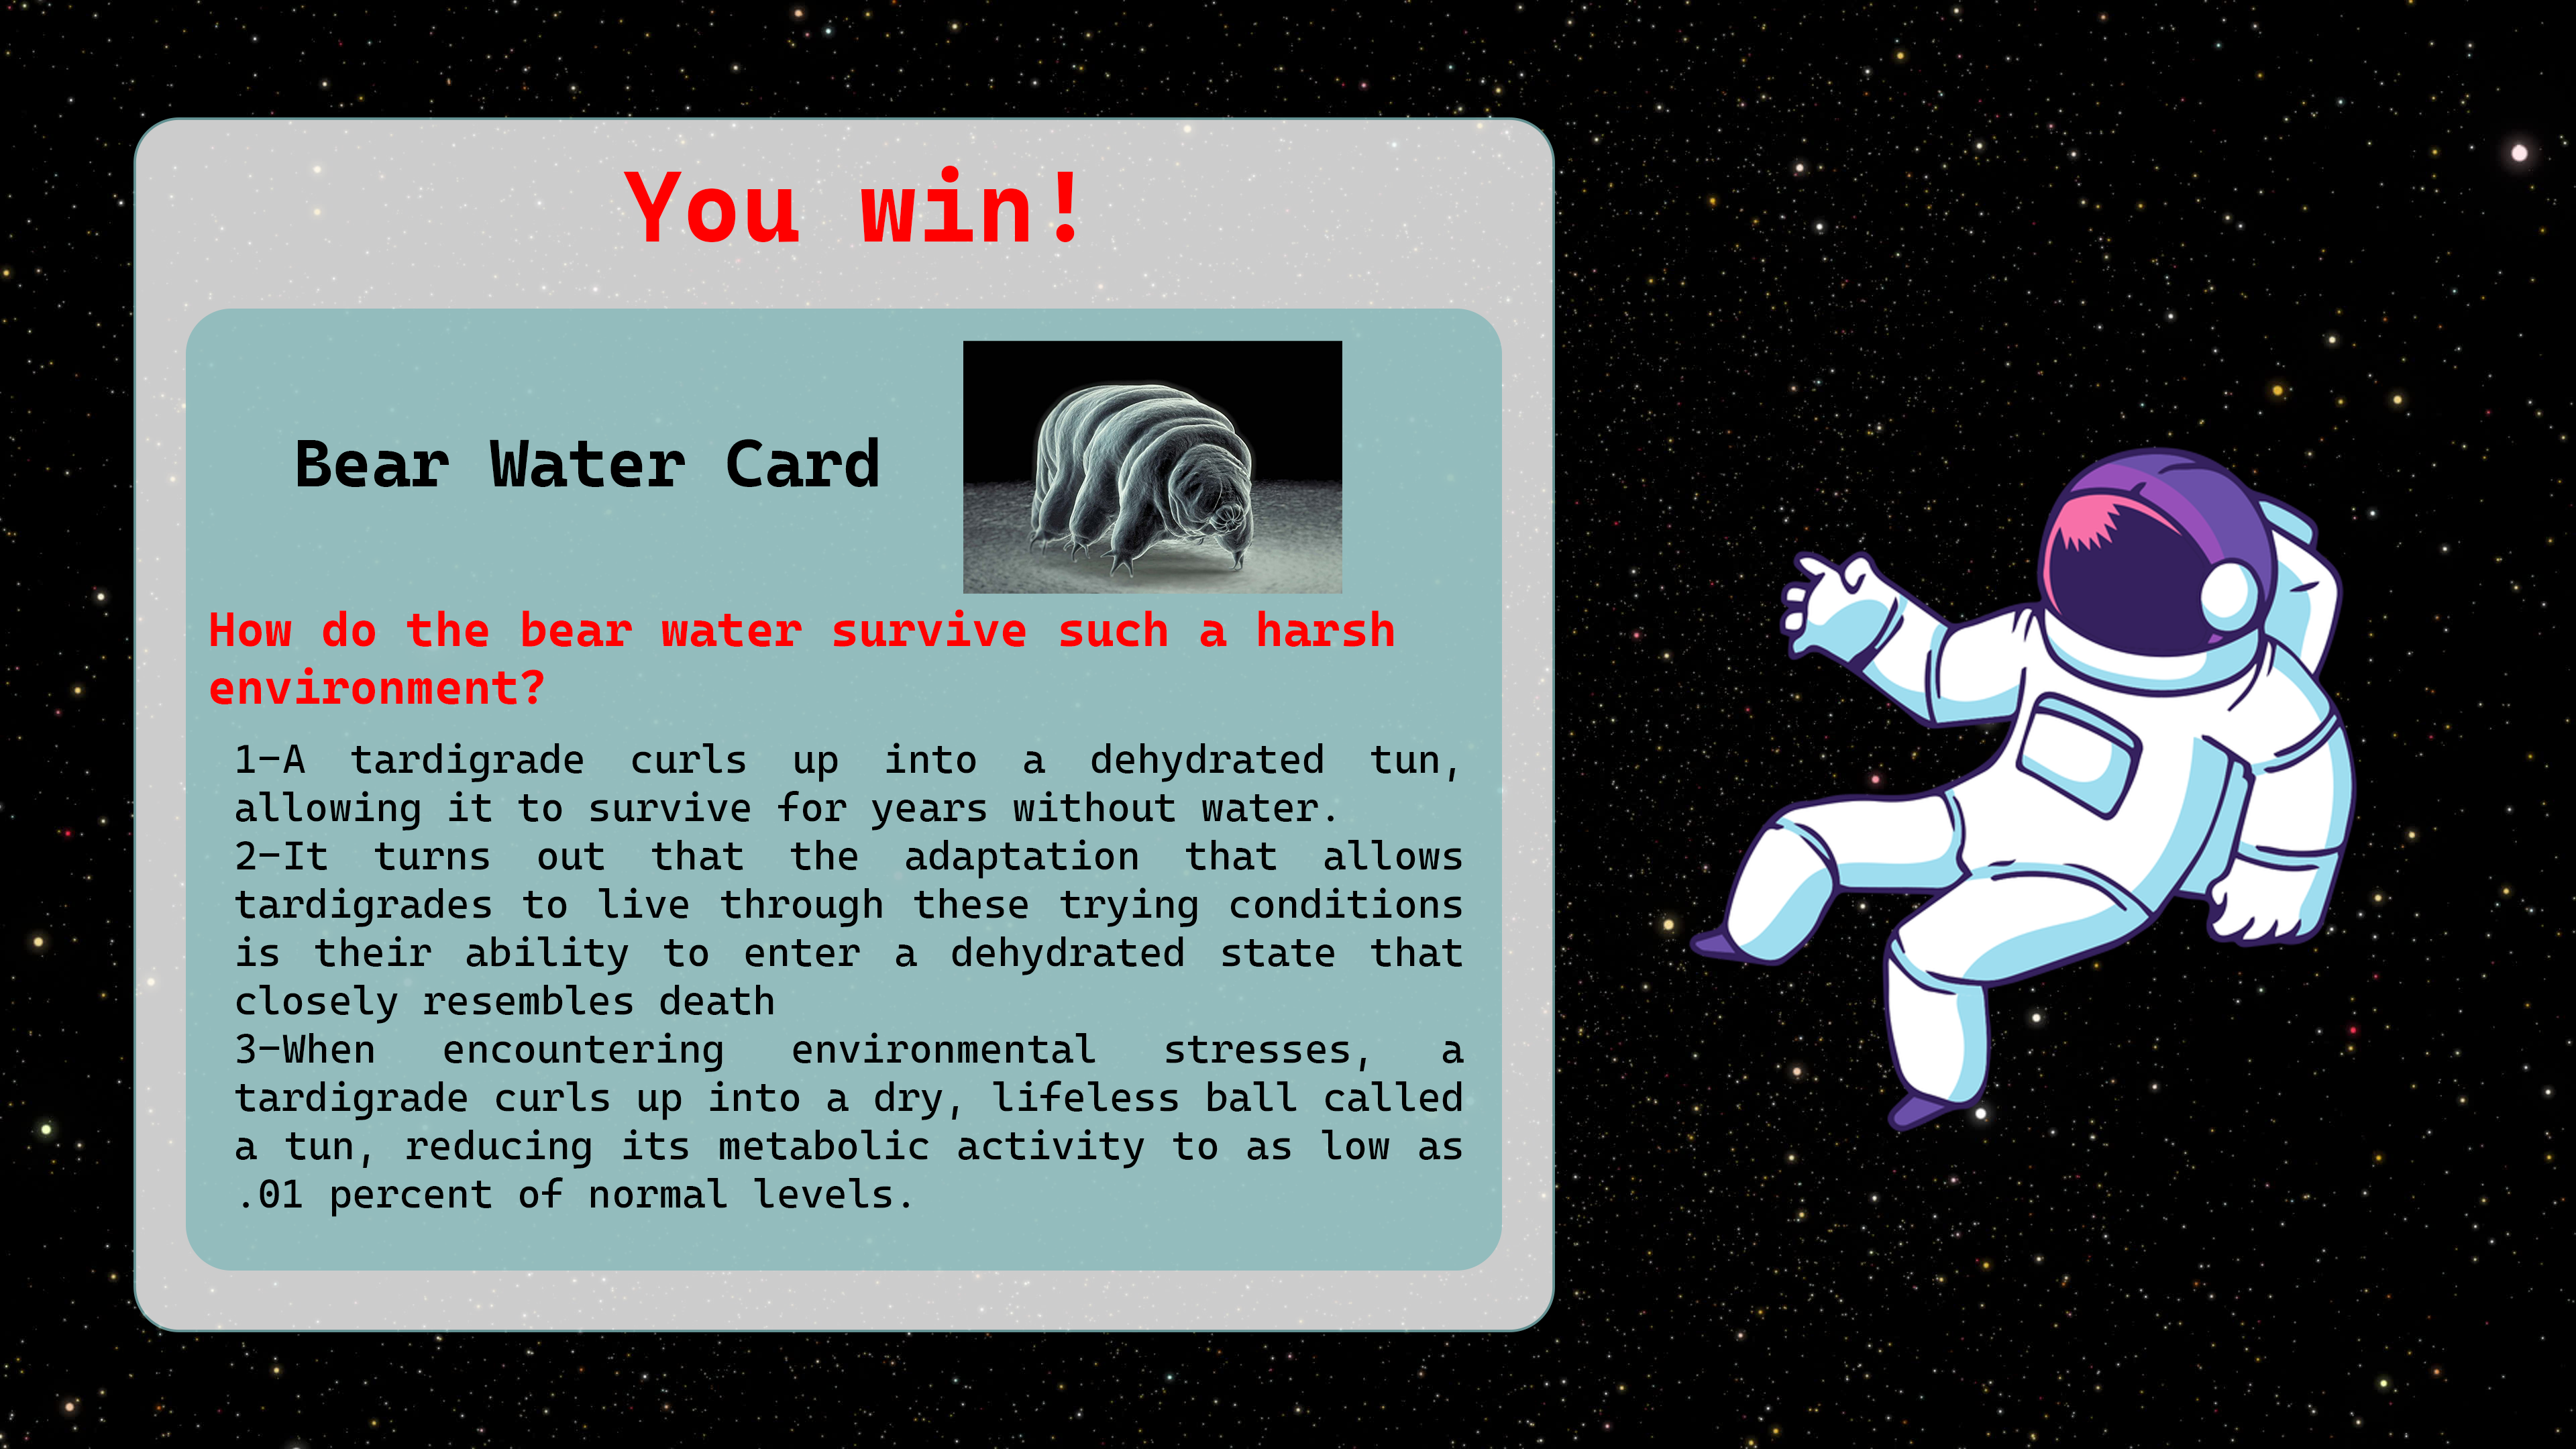 You win!
Bear Water Card
How do the bear water survive such a harsh
environment?
1-A tardigrade curls up into a dehydrated tun,
allowing it to survive for years without water.
2-It turns out that the adaptation that allows
tardigrades to live through these trying conditions
is their ability to enter a dehydrated state that
closely resembles death
3-When encountering environmental stresses, a
tardigrade curls up into a dry, lifeless ball called
a tun, reducing its metabolic activity to as low as
.01 percent of normal levels.